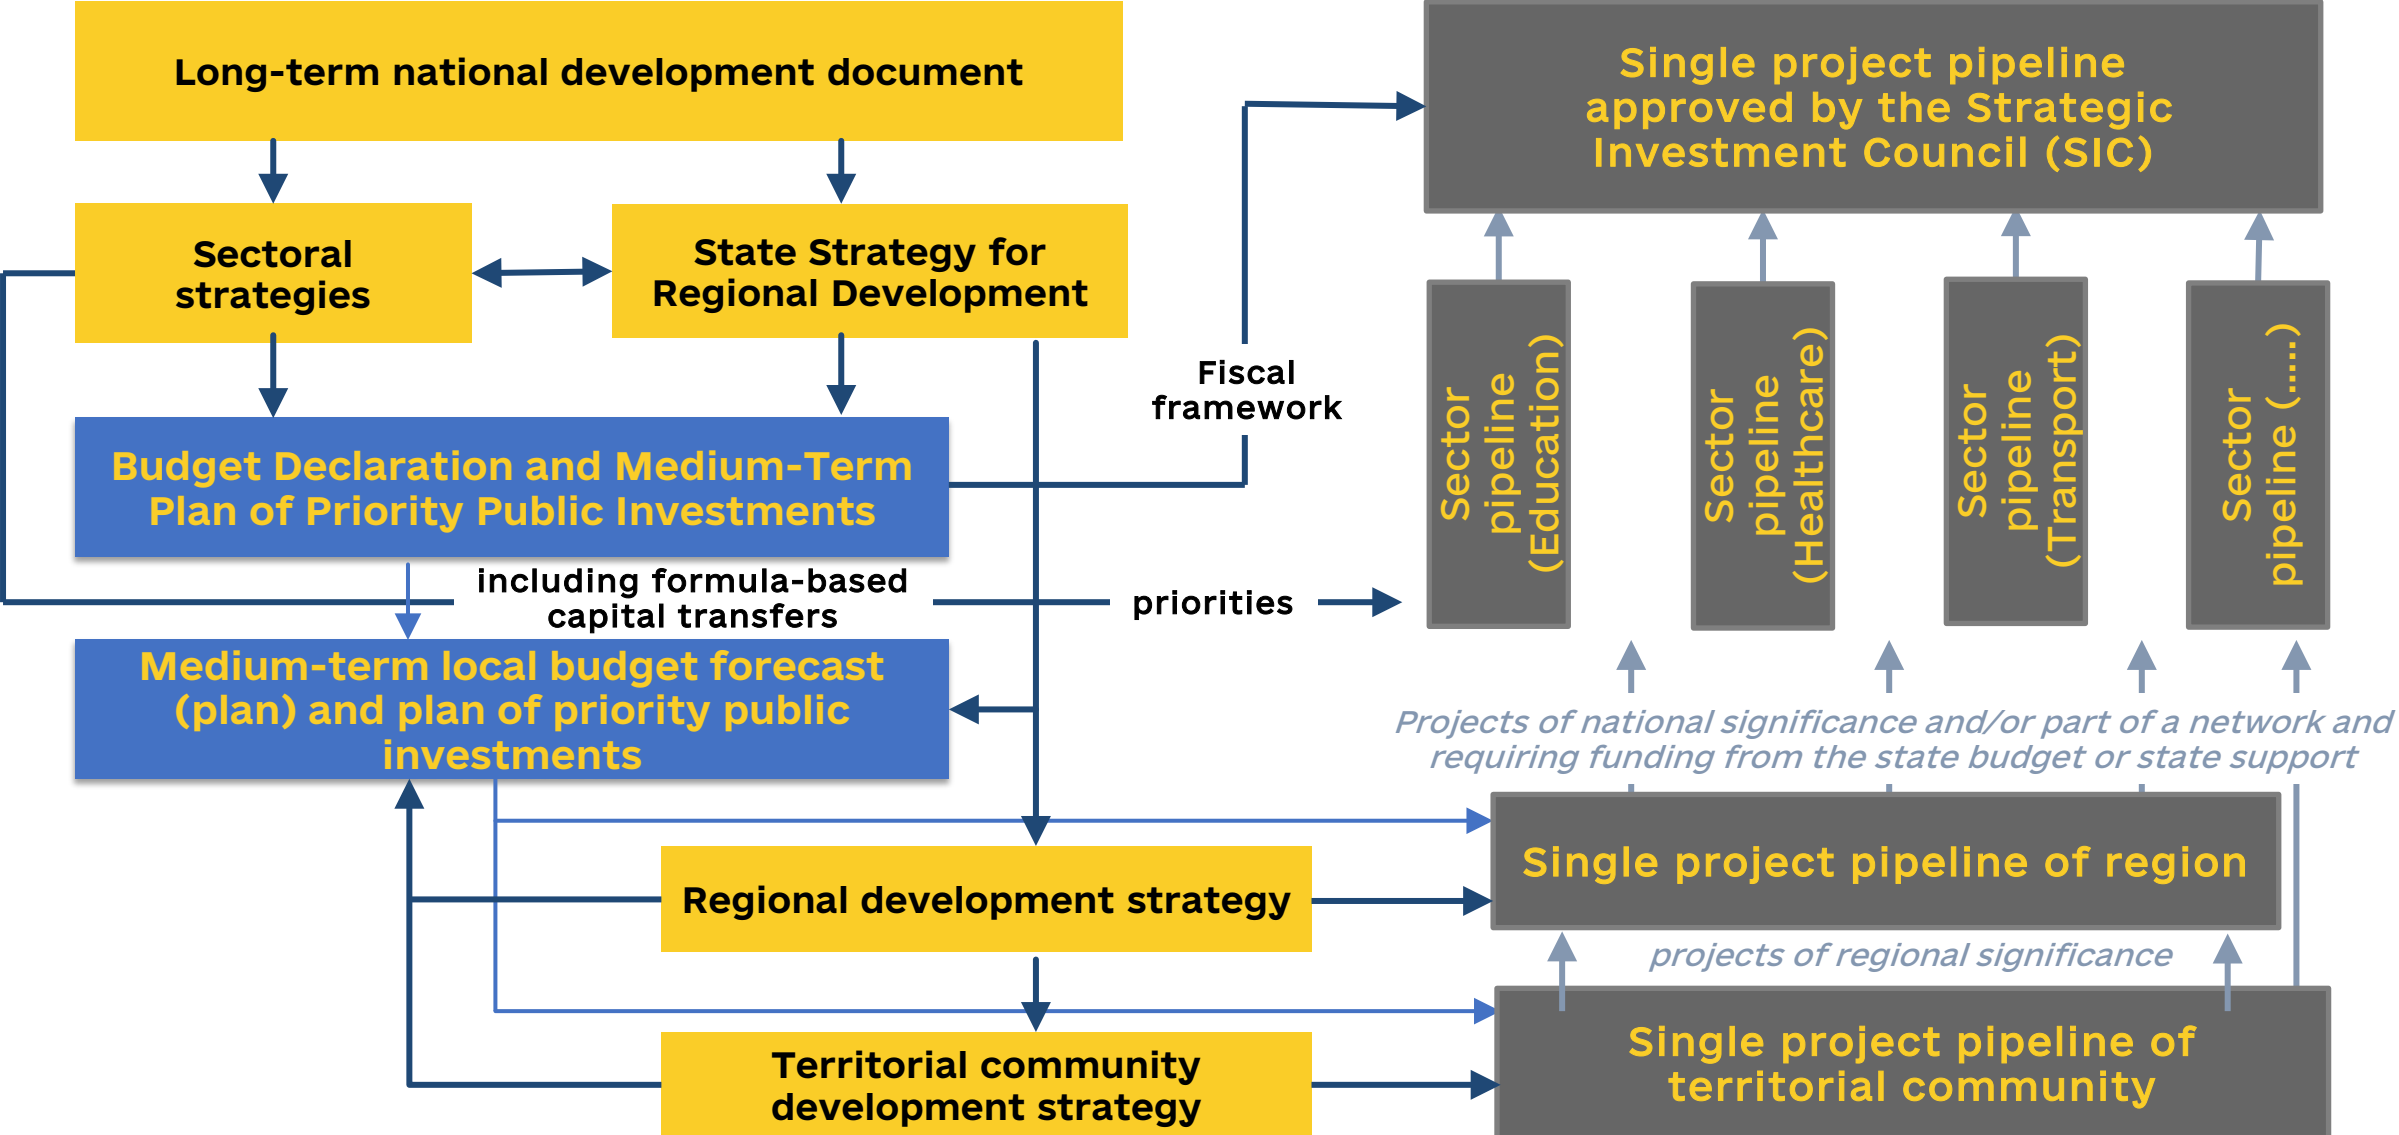 Long-term national development document
Single project pipeline
approved by the Strategic
Investment Council (SIC)
Sectoral
strategies
State Strategy for
Regional Development
Fiscal
framework
Sector
pipeline
(Education)
Sector
pipeline
(Healthcare)
Sector
pipeline
(Transport)
Sector
pipeline (.....)
Budget Declaration and Medium-Term
Plan of Priority Public Investments
including formula-based
capital transfers
priorities
Medium-term local budget forecast
(plan) and plan of priority public
investments
Projects of national significance and/or part of a network and
requiring funding from the state budget or state support
Single project pipeline of region
Regional development strategy
projects of regional significance
Single project pipeline of
territorial community
Territorial community
development strategy